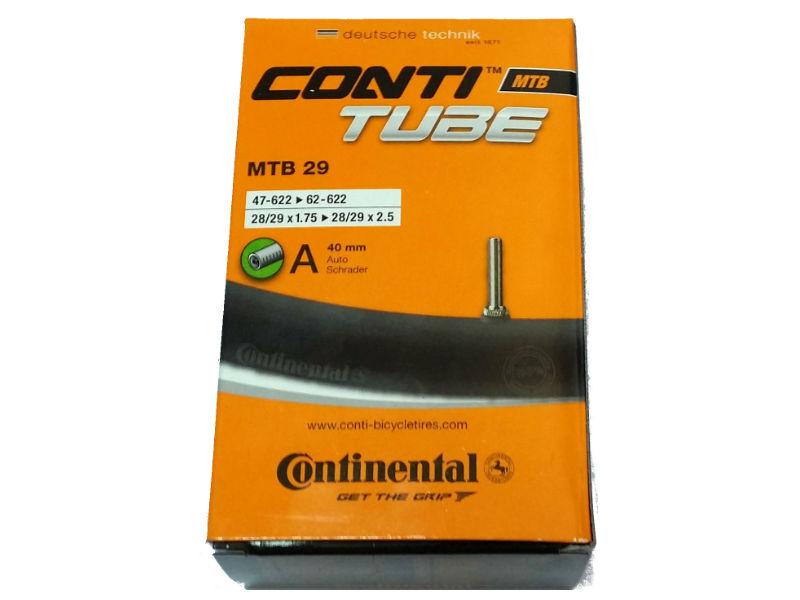 deutsche technik
seit 1871
CONTI™ MTB
TUBE
MTB 29
47-622 ▶ 62-622
28/29 x 1.75 ▶ 28/29 x 2.5
A 40 mm
Auto
Schrader
Continental
www.conti-bicycletires.com
Continental
GET THE GRIP